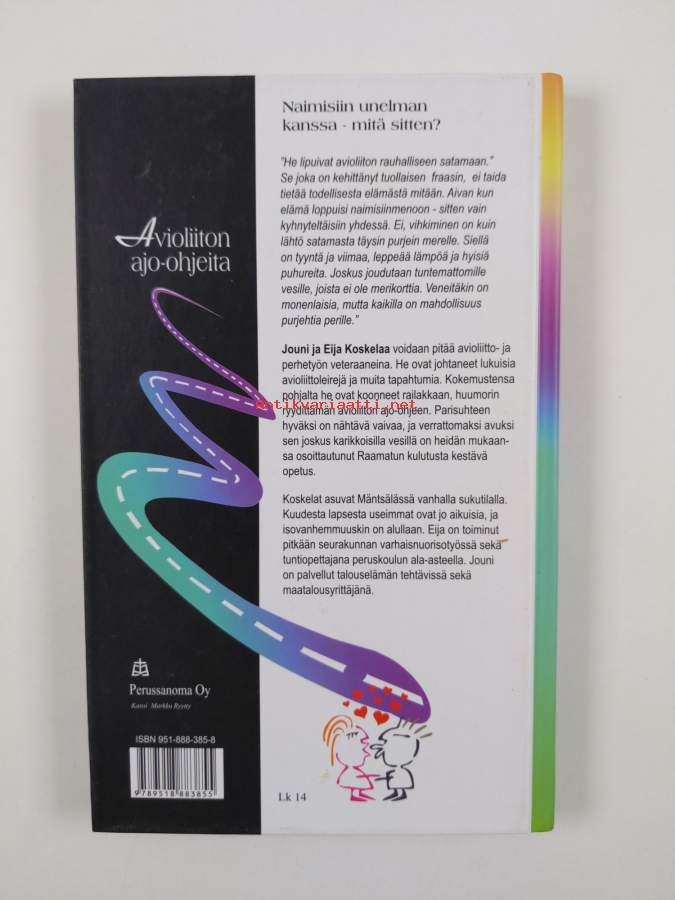 Naimisiin unelman
kanssa - mitä sitten?
"He lipuivat avioliiton rauhalliseen satamaan."
Se joka on kehittänyt tuollaisen fraasin, ei taida
tietää todellisesta elämästä mitään. Aivan kun
elämä loppuisi naimisiinmenoon - sitten vain
kyhnyteltäisiin yhdessä. Ei, vihkiminen on kuin
lähtö satamasta täysin purjein merelle. Siellä
on tyyntä ja viimaa, leppeää lämpöä ja hyisiä
puhureita. Joskus joudutaan tuntemattomille
vesille, joista ei ole merikorttia. Veneitäkin on
monenlaisia, mutta kaikilla on mahdollisuus
purjehtia perille."
Avioliiton
ajo-ohjeita
Jouni ja Eija Koskelaa voidaan pitää avioliitto- ja
perhetyön veteraaneina. He ovat johtaneet lukuisia
avioliittoleirejä ja muita tapahtumia. Kokemustensa
pohjalta he ovat koonneet railakkaan, huumorin
antikvariaatti.net
ryydittämän avioliiton ajo-ohjeen. Parisuhteen
hyväksi on nähtävä vaivaa, ja verrattomaksi avuksi
sen joskus karikkoisilla vesillä on heidän mukaan-
sa osoittautunut Raamatun kulutusta kestävä
opetus.
Koskelat asuvat Mäntsälässä vanhalla sukutilalla.
Kuudesta lapsesta useimmat ovat jo aikuisia, ja
isovanhemmuuskin on alullaan. Eija on toiminut
pitkään seurakunnan varhaisnuorisotyössä sekä
tuntiopettajana peruskoulun ala-asteella. Jouni
on palvellut talouselämän tehtävissä sekä
maatalousyrittäjänä.
Perussanoma Oy
Kansi Markku Ryytty
ISBN 951-888-385-8
9789518883855
Lk 14